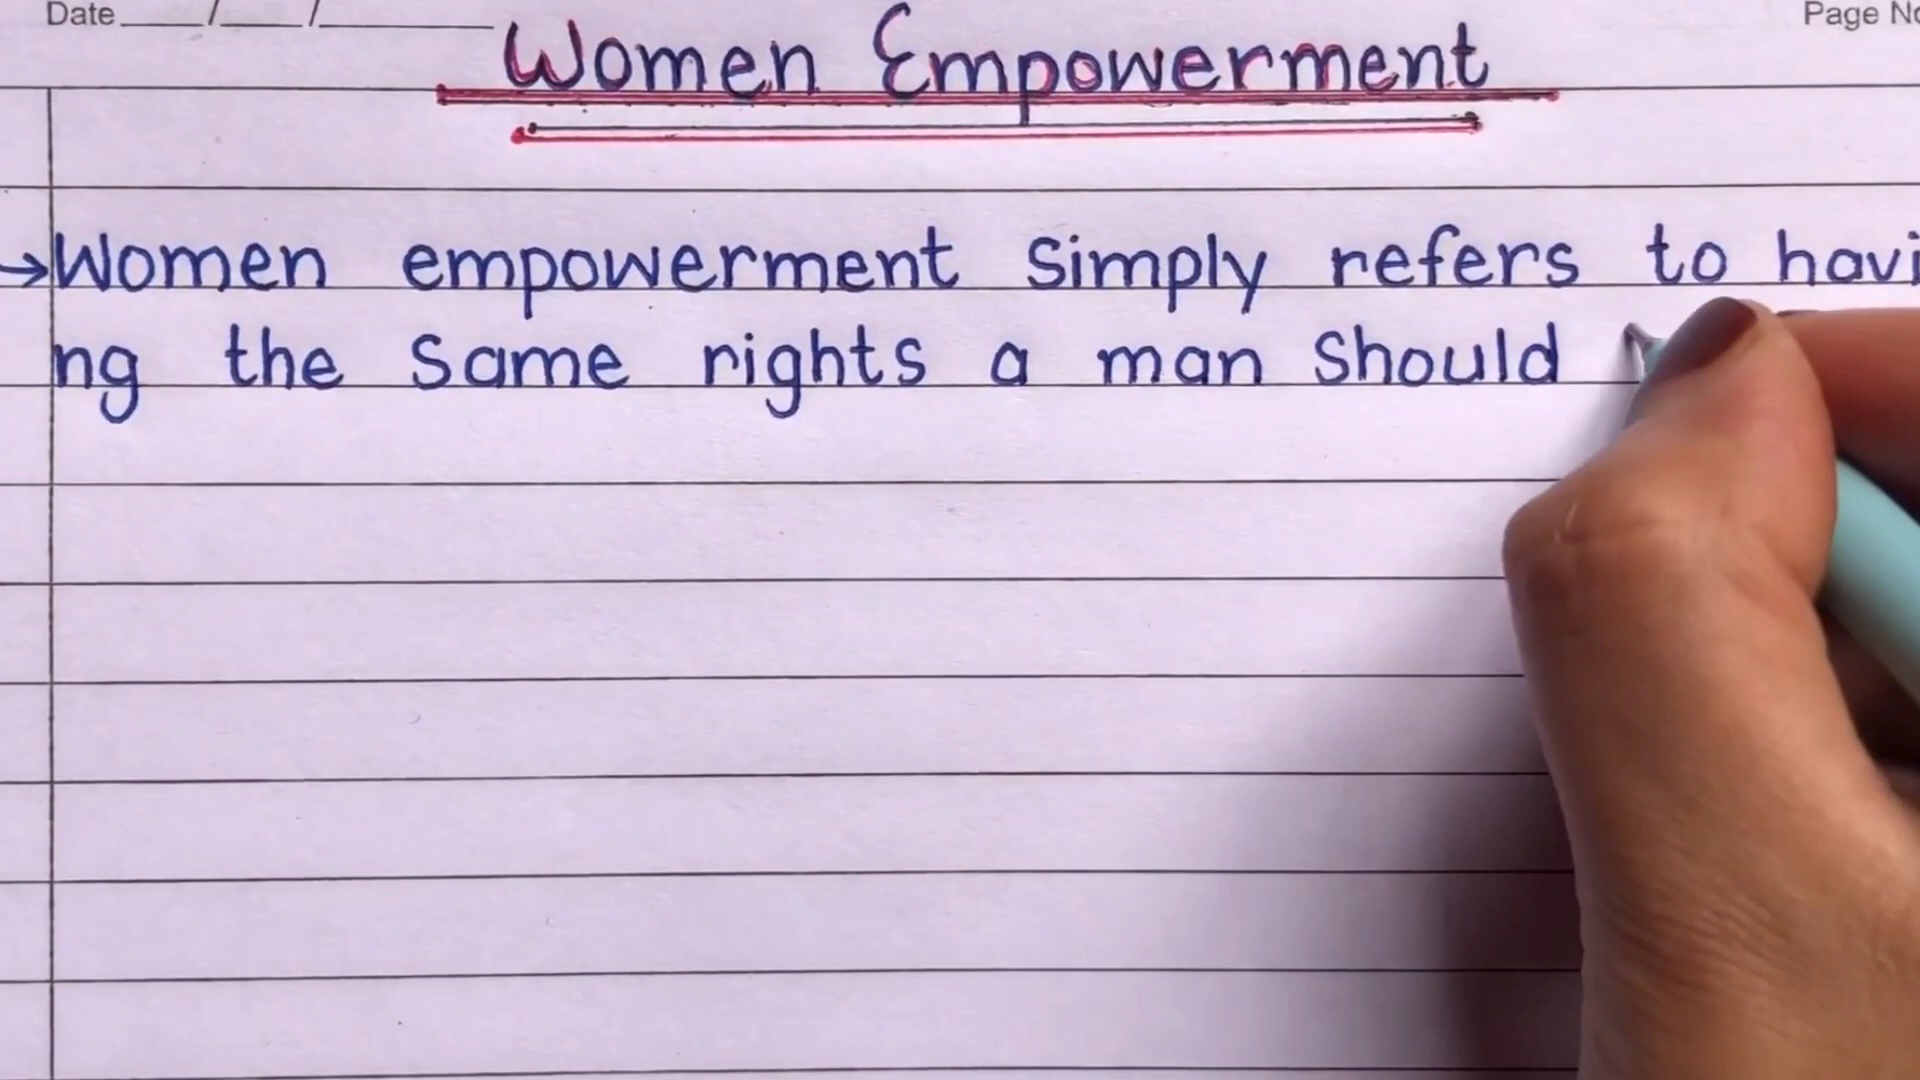 Date / /
Page No
Women Empowerment
→Women empowerment simply refers to havi
ng the same rights a man should